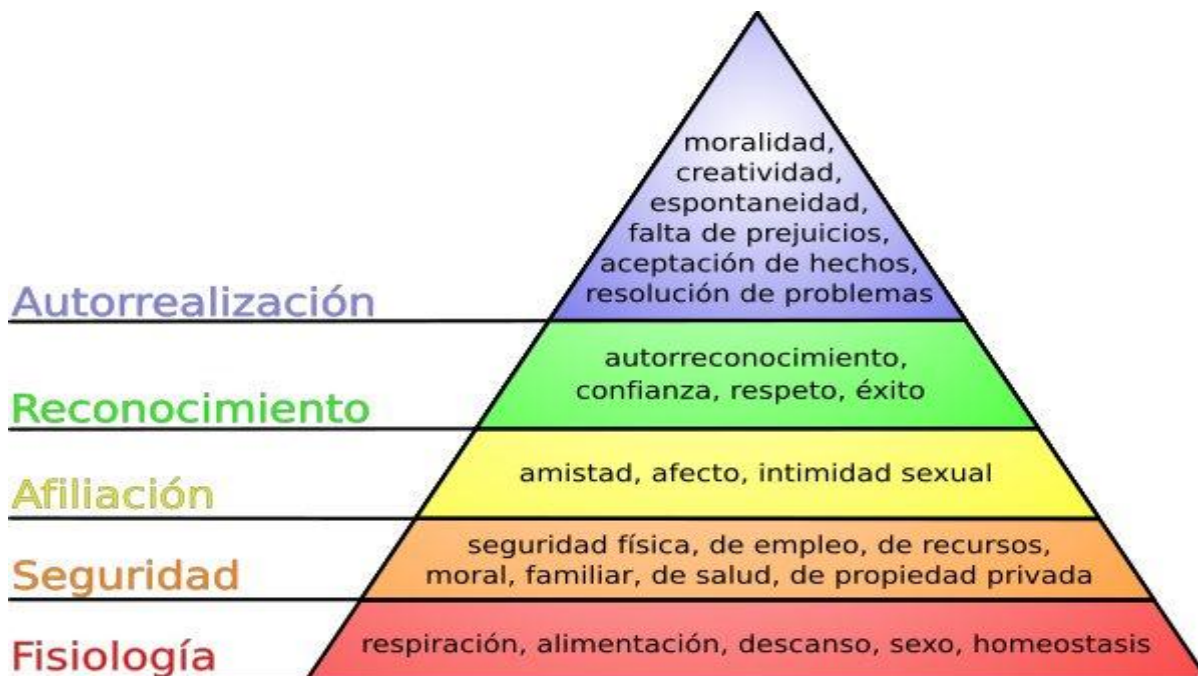 moralidad,
creatividad,
espontaneidad,
falta de prejuicios,
aceptación de hechos,
resolución de problemas
Autorrealización
autorreconocimiento,
confianza, respeto, éxito
Reconocimiento
amistad, afecto, intimidad sexual
Afiliación
seguridad física, de empleo, de recursos,
moral, familiar, de salud, de propiedad privada
Seguridad
respiración, alimentación, descanso, sexo, homeostasis
Fisiología